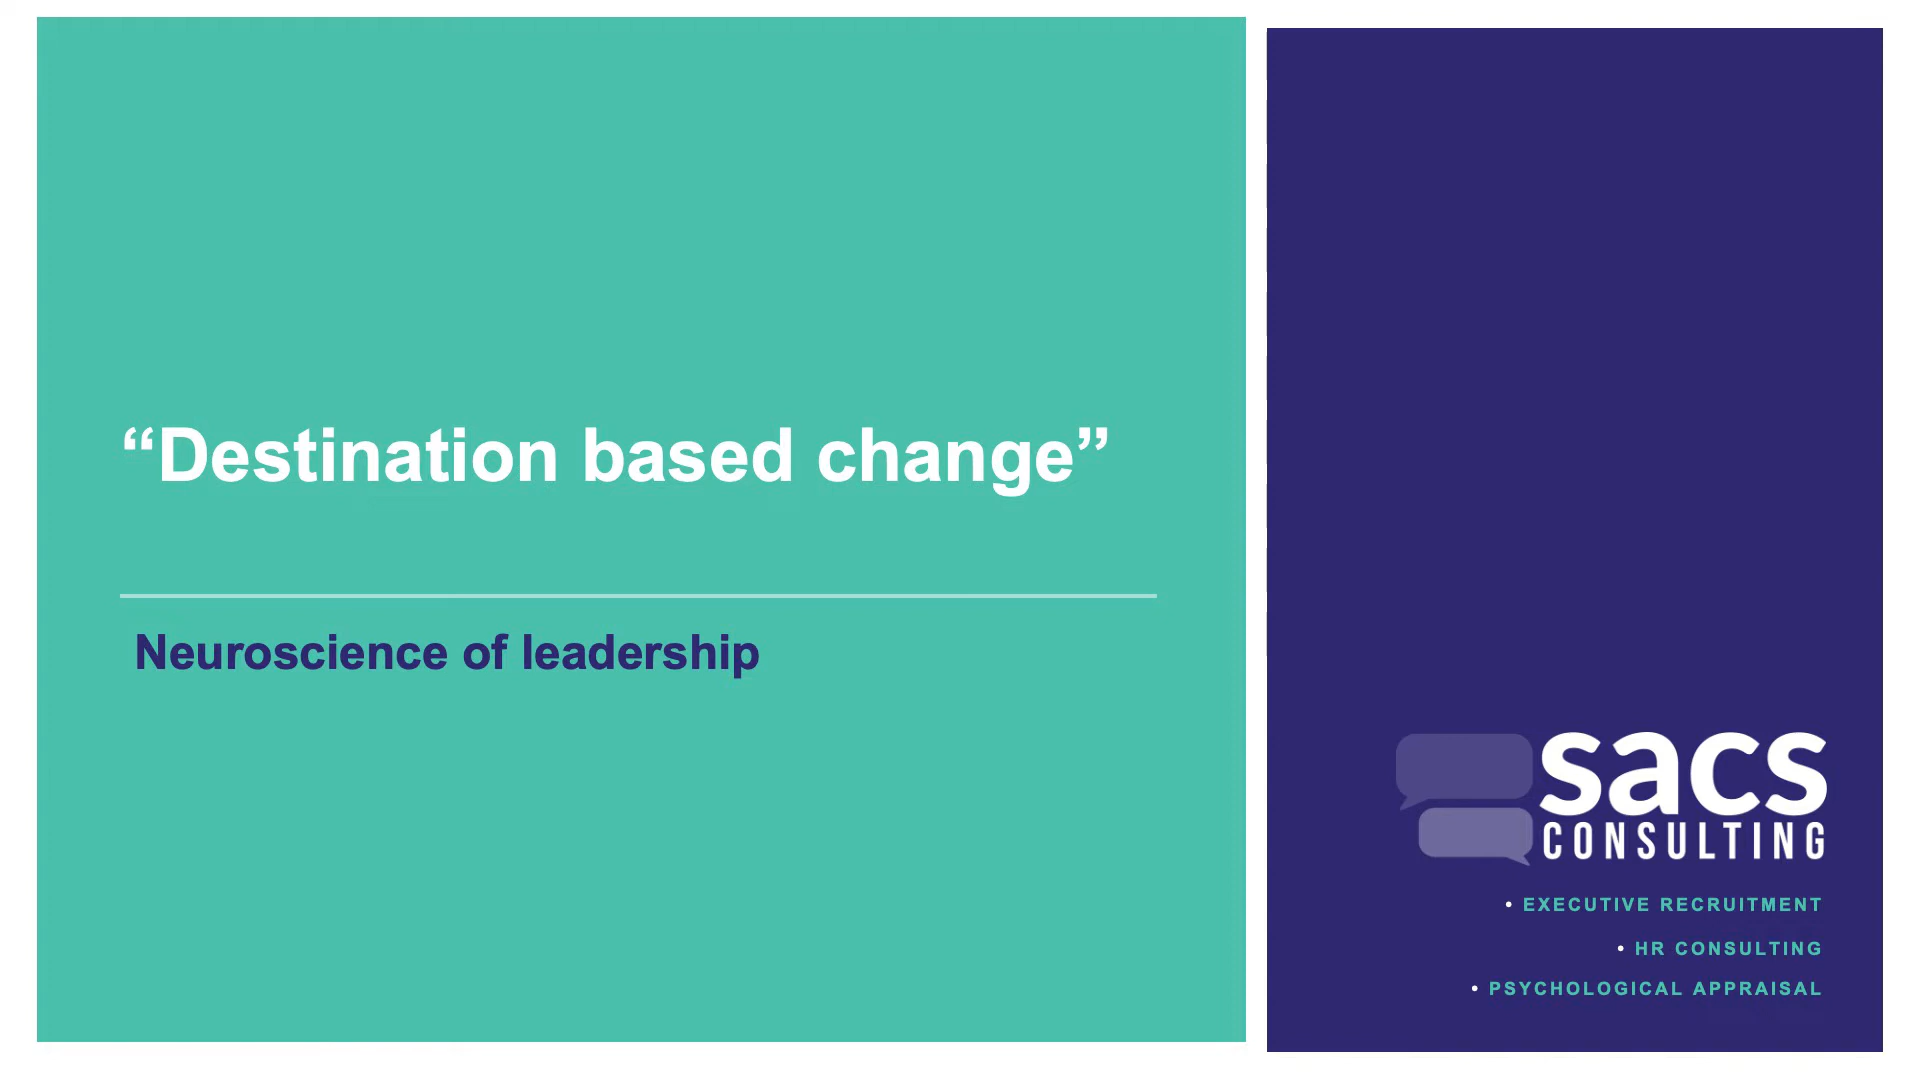 “Destination based change”
Neuroscience of leadership
sacs
CONSULTING
• EXECUTIVE RECRUITMENT
• HR CONSULTING
• PSYCHOLOGICAL APPRAISAL